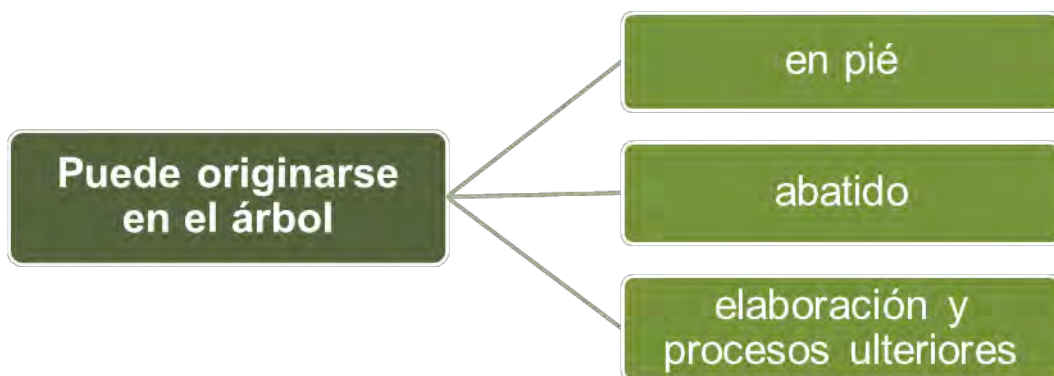 Puede originarse
en el árbol
en pié
abatido
elaboración y
procesos ulteriores